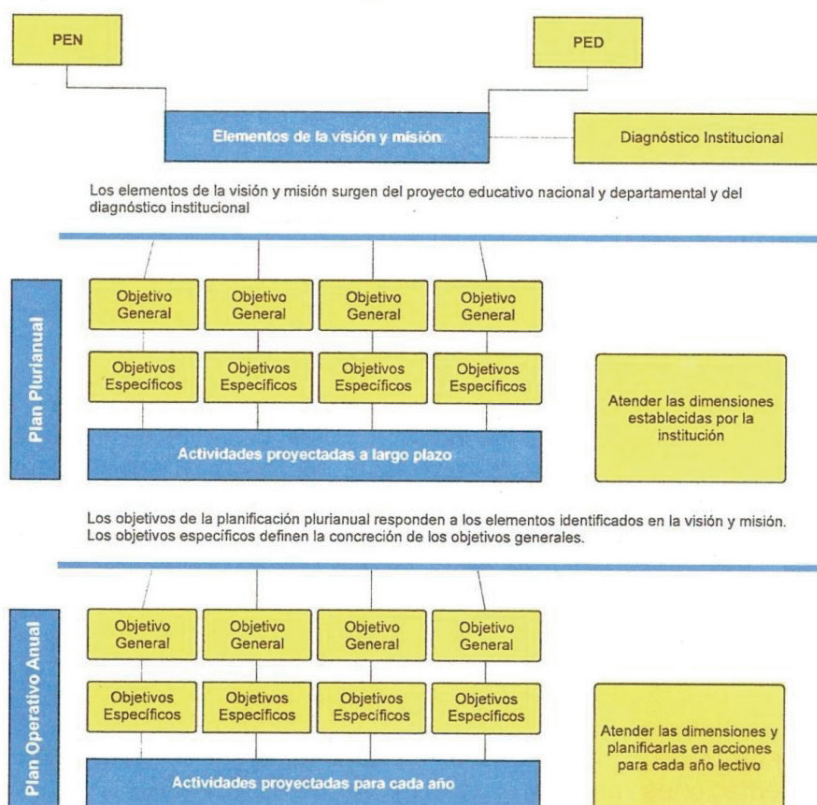 PEN
PED
Elementos de la visión y misión
Diagnóstico Institucional
Los elementos de la visión y misión surgen del proyecto educativo nacional y departamental y del
diagnóstico institucional
Plan Plurianual
Objetivo
General
Objetivo
General
Objetivo
General
Objetivo
General
Objetivos
Específicos
Objetivos
Específicos
Objetivos
Específicos
Objetivos
Específicos
Actividades proyectadas a largo plazo
Atender las dimensiones
establecidas por la
institución
Los objetivos de la planificación plurianual responden a los elementos identificados en la visión y misión.
Los objetivos específicos definen la concreción de los objetivos generales.
Plan Operativo Anual
Objetivo
General
Objetivo
General
Objetivo
General
Objetivo
General
Objetivos
Específicos
Objetivos
Específicos
Objetivos
Específicos
Objetivos
Específicos
Actividades proyectadas para cada año
Atender las dimensiones y
planificarlas en acciones
para cada año lectivo